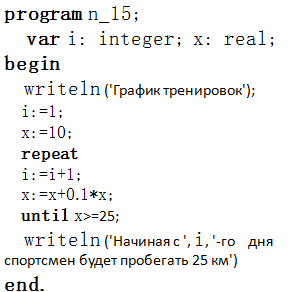 program n_15;
var i: integer; x: real;
begin
writeln ('График тренировок');
i:=1;
x:=10;
repeat
i:=i+1;
x:=x+0.1*x;
until x>=25;
writeln ('Начиная с ', i, '-го дня
спортсмен будет пробегать 25 км')
end.